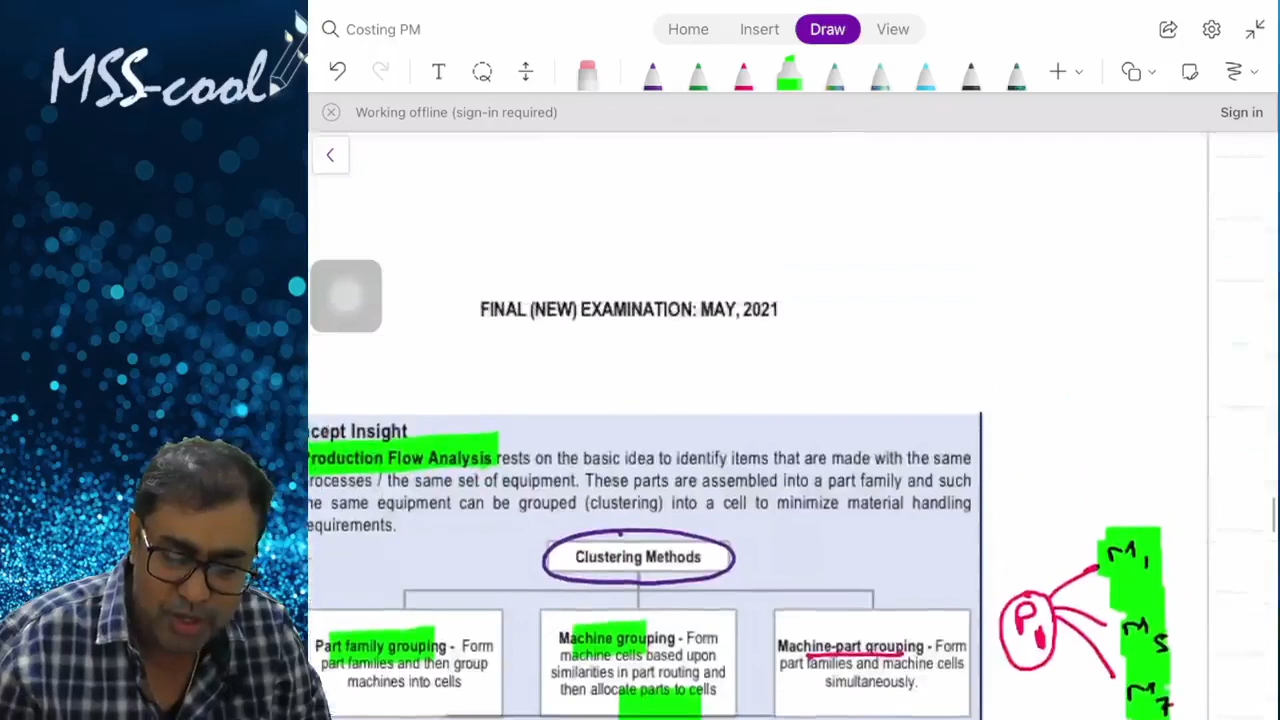 MSS-cool
Costing PM
Home Insert Draw View
Working offline (sign-in required)
Sign in
FINAL (NEW) EXAMINATION: MAY, 2021
cept Insight
Production Flow Analysis rests on the basic idea to identify items that are made with the same
rocesses / the same set of equipment. These parts are assembled into a part family and such
he same equipment can be grouped (clustering) into a cell to minimize material handling
equirements.
Clustering Methods
Part family grouping - Form
part families and then group
machines into cells
Machine grouping - Form
machine cells based upon
similarities in part routing and
then allocate parts to cells
Machine-part grouping - Form
part families and machine cells
simultaneously.
P1
M1
M5
M7